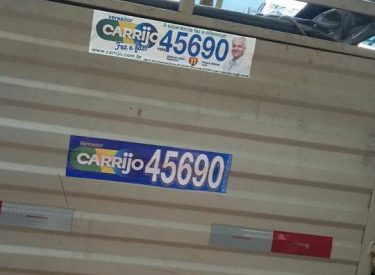 vereador
A experiência faz a diferença!
CARRIJO 45690
Fez e faz!
www.carrijo.com.br
Vereador
CARRIJO 45690